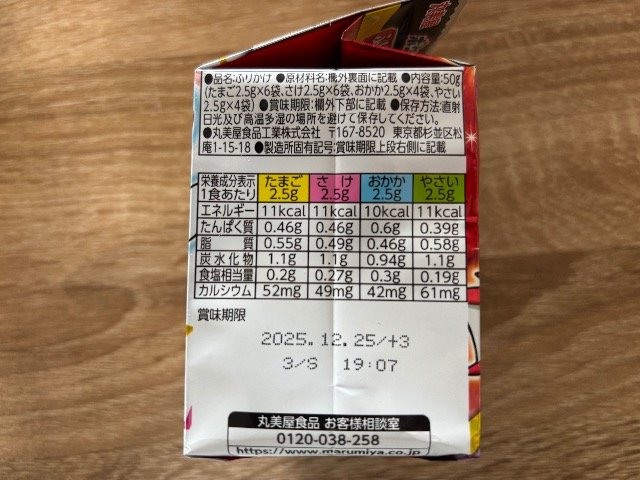 ●品名:ふりかけ ●原材料名:欄外裏面に記載 ●内容量:50g
(たまご2.5g×6袋、さけ2.5g×6袋、おかか2.5g×4袋、やさい
2.5g×4袋) ●賞味期限:欄外下部に記載 ●保存方法:直射
日光及び高温多湿の場所を避けて保存してください。
●丸美屋食品工業株式会社 〒167-8520 東京都杉並区松
庵1-15-18 ●製造所固有記号:賞味期限上段右側に記載
栄養成分表示 たまご さけ おかか やさい
1食あたり 2.5g 2.5g 2.5g 2.5g
エネルギー 11kcal 11kcal 10kcal 11kcal
たんぱく質 0.46g 0.46g 0.6g 0.39g
脂質 0.55g 0.49g 0.46g 0.58g
炭水化物 1.1g 1.1g 0.94g 1.1g
食塩相当量 0.2g 0.27g 0.3g 0.19g
カルシウム 52mg 49mg 42mg 61mg
賞味期限
2025.12.25/+3
3/S 19:07
丸美屋食品 お客様相談室
0120-038-258
https://www.marumiya.co.jp